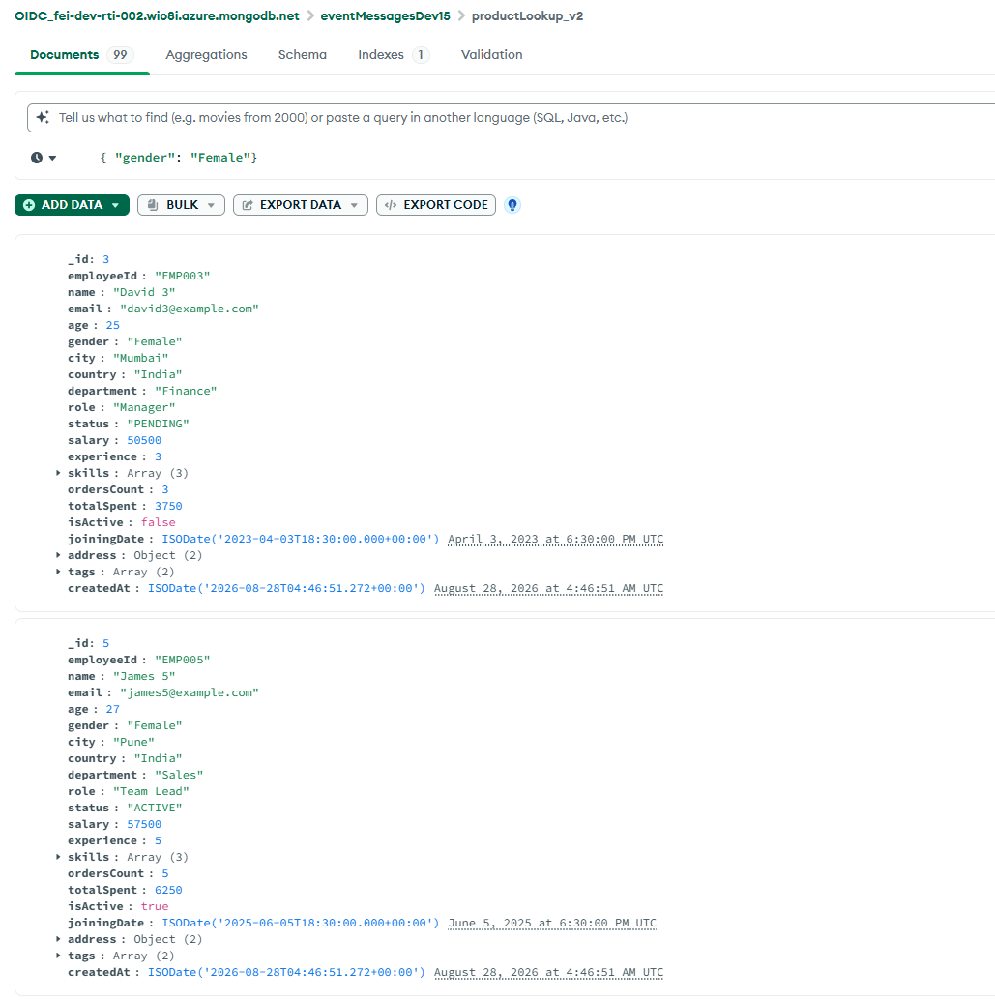 OIDC_fei-dev-rti-002.wio8i.azure.mongodb.net > eventMessagesDev15 > productLookup_v2
Documents 99 Aggregations Schema Indexes 1 Validation
Tell us what to find (e.g. movies from 2000) or paste a query in another language (SQL, Java, etc.)
{ "gender": "Female"}
ADD DATA BULK EXPORT DATA </> EXPORT CODE
_id: 3
employeeId : "EMP003"
name : "David 3"
email : "david3@example.com"
age : 25
gender : "Female"
city : "Mumbai"
country : "India"
department : "Finance"
role : "Manager"
status : "PENDING"
salary : 50500
experience : 3
skills : Array (3)
ordersCount : 3
totalSpent : 3750
isActive : false
joiningDate : ISODate('2023-04-03T18:30:00.000+00:00') April 3, 2023 at 6:30:00 PM UTC
address : Object (2)
tags : Array (2)
createdAt : ISODate('2026-08-28T04:46:51.272+00:00') August 28, 2026 at 4:46:51 AM UTC
_id: 5
employeeId : "EMP005"
name : "James 5"
email : "james5@example.com"
age : 27
gender : "Female"
city : "Pune"
country : "India"
department : "Sales"
role : "Team Lead"
status : "ACTIVE"
salary : 57500
experience : 5
skills : Array (3)
ordersCount : 5
totalSpent : 6250
isActive : true
joiningDate : ISODate('2025-06-05T18:30:00.000+00:00') June 5, 2025 at 6:30:00 PM UTC
address : Object (2)
tags : Array (2)
createdAt : ISODate('2026-08-28T04:46:51.272+00:00') August 28, 2026 at 4:46:51 AM UTC